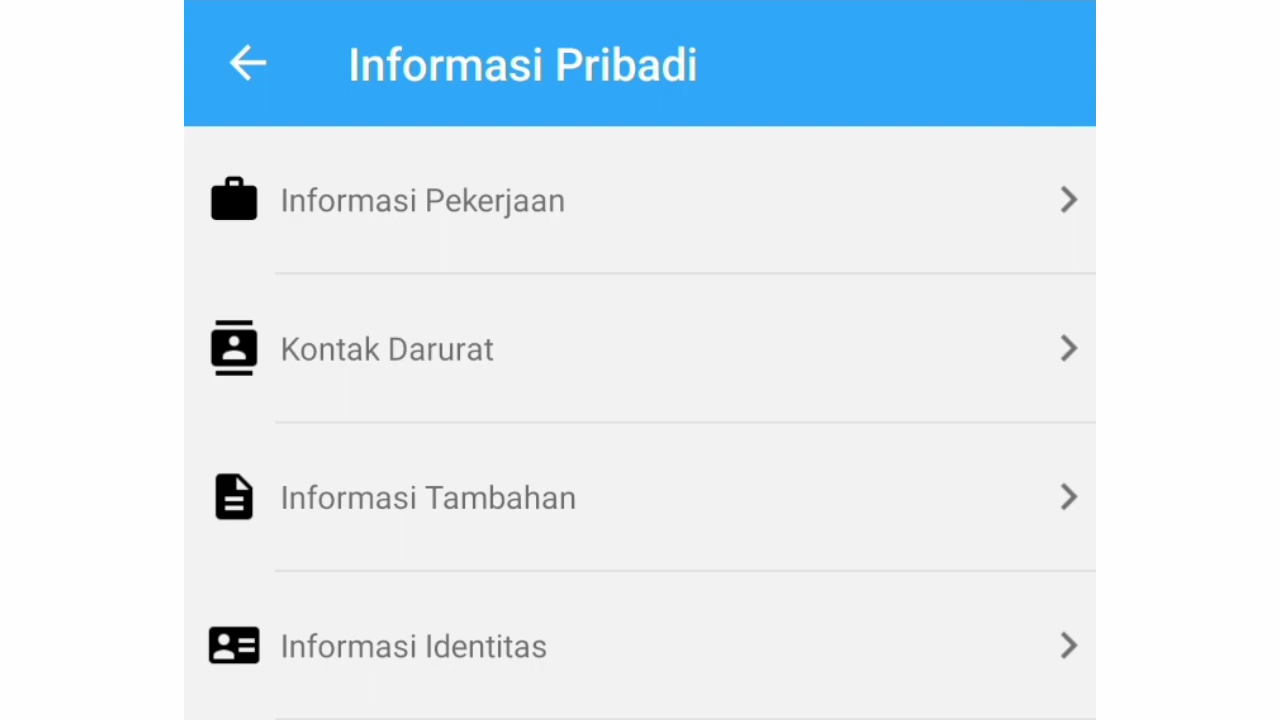 Informasi Pribadi
Informasi Pekerjaan
Kontak Darurat
Informasi Tambahan
Informasi Identitas